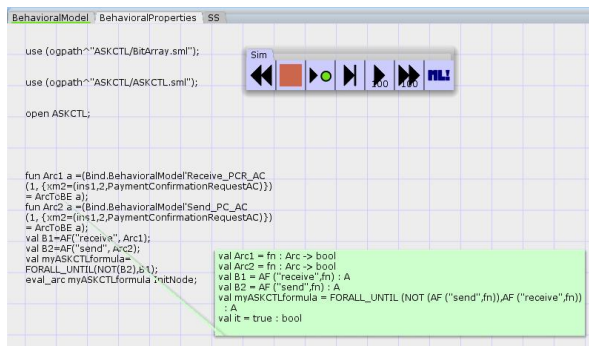 BehavioralModel BehavioralProperties SS
use (ogpath^"ASKCTL/BitArray.sml");
Sim
100 100 ML!
use (ogpath^"ASKCTL/ASKCTL.sml");
open ASKCTL;
fun Arc1 a =(Bind.BehavioralModel'Receive_PCR_AC
(1, {xm2=(ins1,2,PaymentConfirmationRequestAC)})
= ArcToBE a);
fun Arc2 a =(Bind.BehavioralModel'Send_PC_AC
(1, {xm2=(ins1,2,PaymentConfirmationRequestAC)})
= ArcToBE a);
val B1=AF("receive", Arc1);
val B2=AF("send", Arc2);
val myASKCTLformula=
FORALL_UNTIL(NOT(B2),B1);
eval_arc myASKCTLformula InitNode;
val Arc1 = fn : Arc -> bool
val Arc2 = fn : Arc -> bool
val B1 = AF ("receive",fn) : A
val B2 = AF ("send",fn) : A
val myASKCTLformula = FORALL_UNTIL (NOT (AF ("send",fn)),AF ("receive",fn))
: A
val it = true : bool